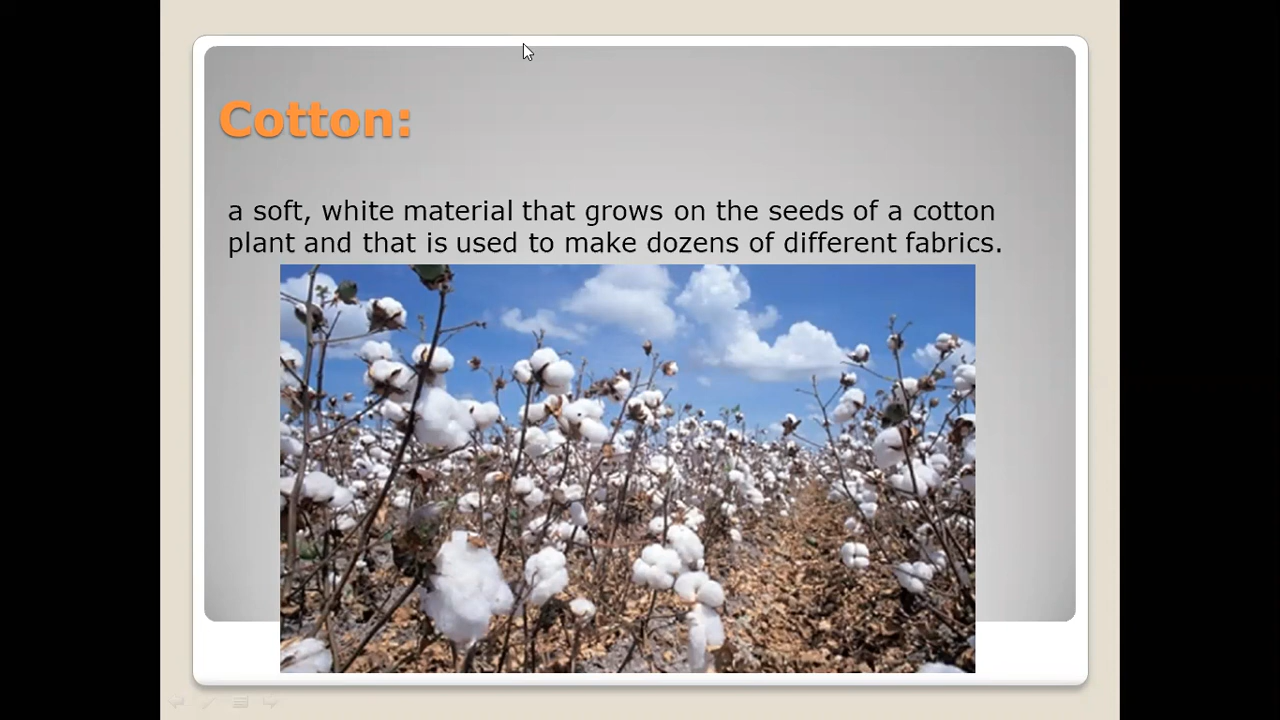 Cotton:
a soft, white material that grows on the seeds of a cotton
plant and that is used to make dozens of different fabrics.